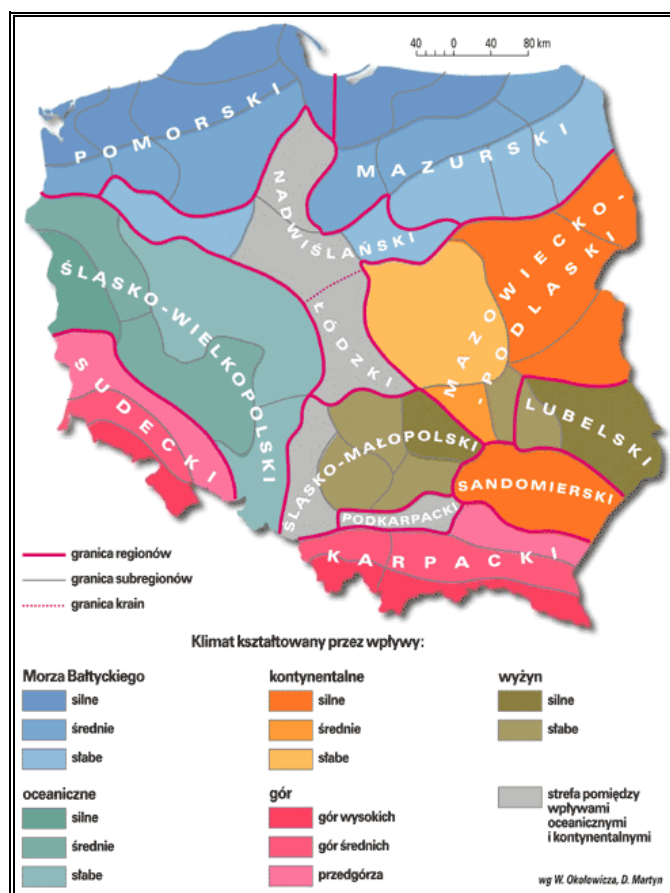 40 0 40 80 km
POMORSKI
MAZURSKI
NADWIŚLAŃSKI
MAZOWIECKO-
-PODLASKI
ŚLĄSKO-WIELKOPOLSKI
ŁÓDZKI
SUDECKI
LUBELSKI
ŚLĄSKO-MAŁOPOLSKI
SANDOMIERSKI
PODKARPACKI
KARPACKI
granica regionów
granica subregionów
granica krain
Klimat kształtowany przez wpływy:
Morza Bałtyckiego
silne
średnie
słabe
kontynentalne
silne
średnie
słabe
wyżyn
silne
słabe
oceaniczne
silne
średnie
słabe
gór
gór wysokich
gór średnich
przedgórza
strefa pomiędzy
wpływami
oceanicznymi
i kontynentalnymi
wg W. Okołowicza, D. Martyn